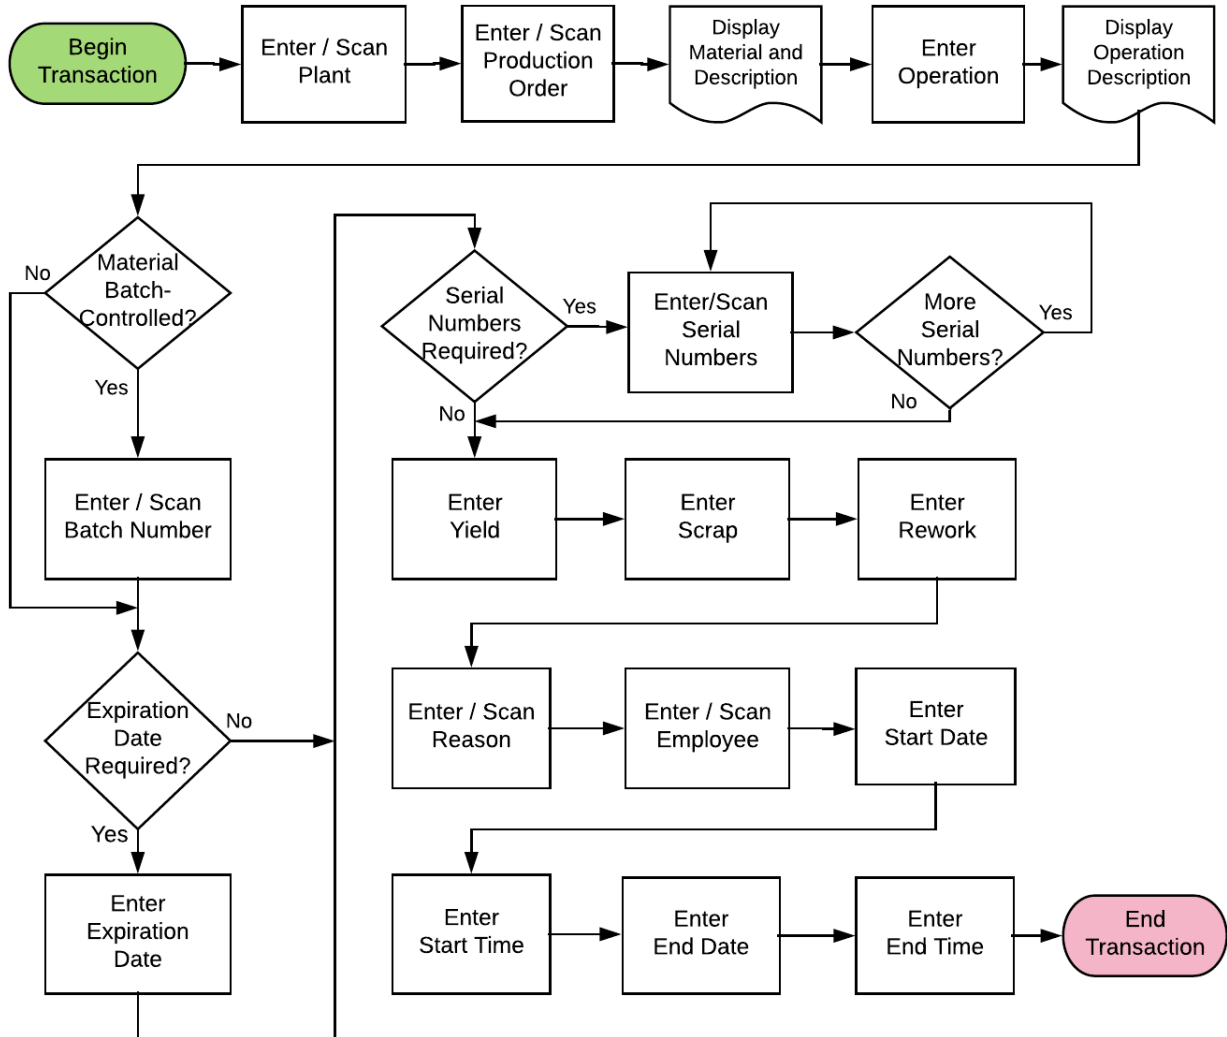 Begin
Transaction
Enter / Scan
Plant
Enter / Scan
Production
Order
Display
Material and
Description
Enter
Operation
Display
Operation
Description
Material
Batch-
Controlled?
No
Yes
Enter / Scan
Batch Number
Expiration
Date
Required?
No
Yes
Enter
Expiration
Date
Serial
Numbers
Required?
Yes
No
Enter/Scan
Serial
Numbers
More
Serial
Numbers?
Yes
No
Enter
Yield
Enter
Scrap
Enter
Rework
Enter / Scan
Reason
Enter / Scan
Employee
Enter
Start Date
Enter
Start Time
Enter
End Date
Enter
End Time
End
Transaction